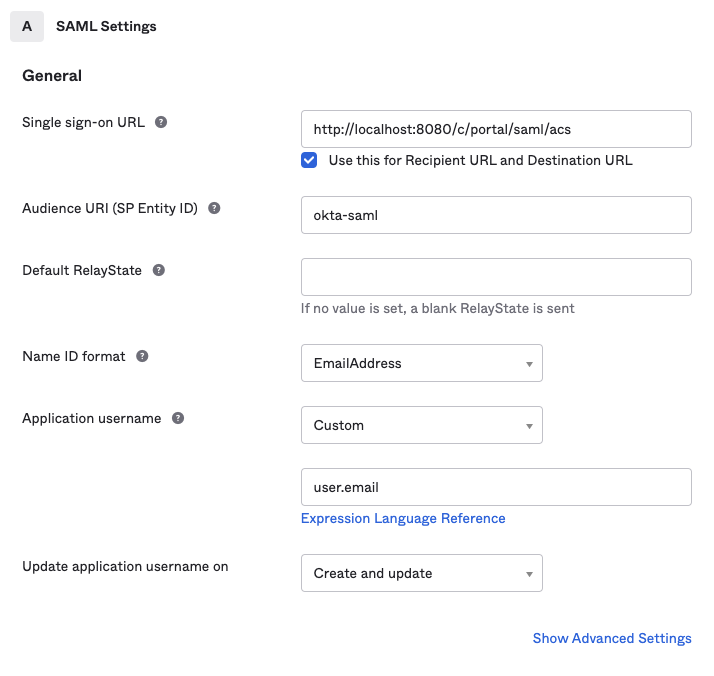 A SAML Settings
General
Single sign-on URL ?
http://localhost:8080/c/portal/saml/acs
Use this for Recipient URL and Destination URL
Audience URI (SP Entity ID) ?
okta-saml
Default RelayState ?
If no value is set, a blank RelayState is sent
Name ID format ?
EmailAddress
Application username ?
Custom
user.email
Expression Language Reference
Update application username on
Create and update
Show Advanced Settings